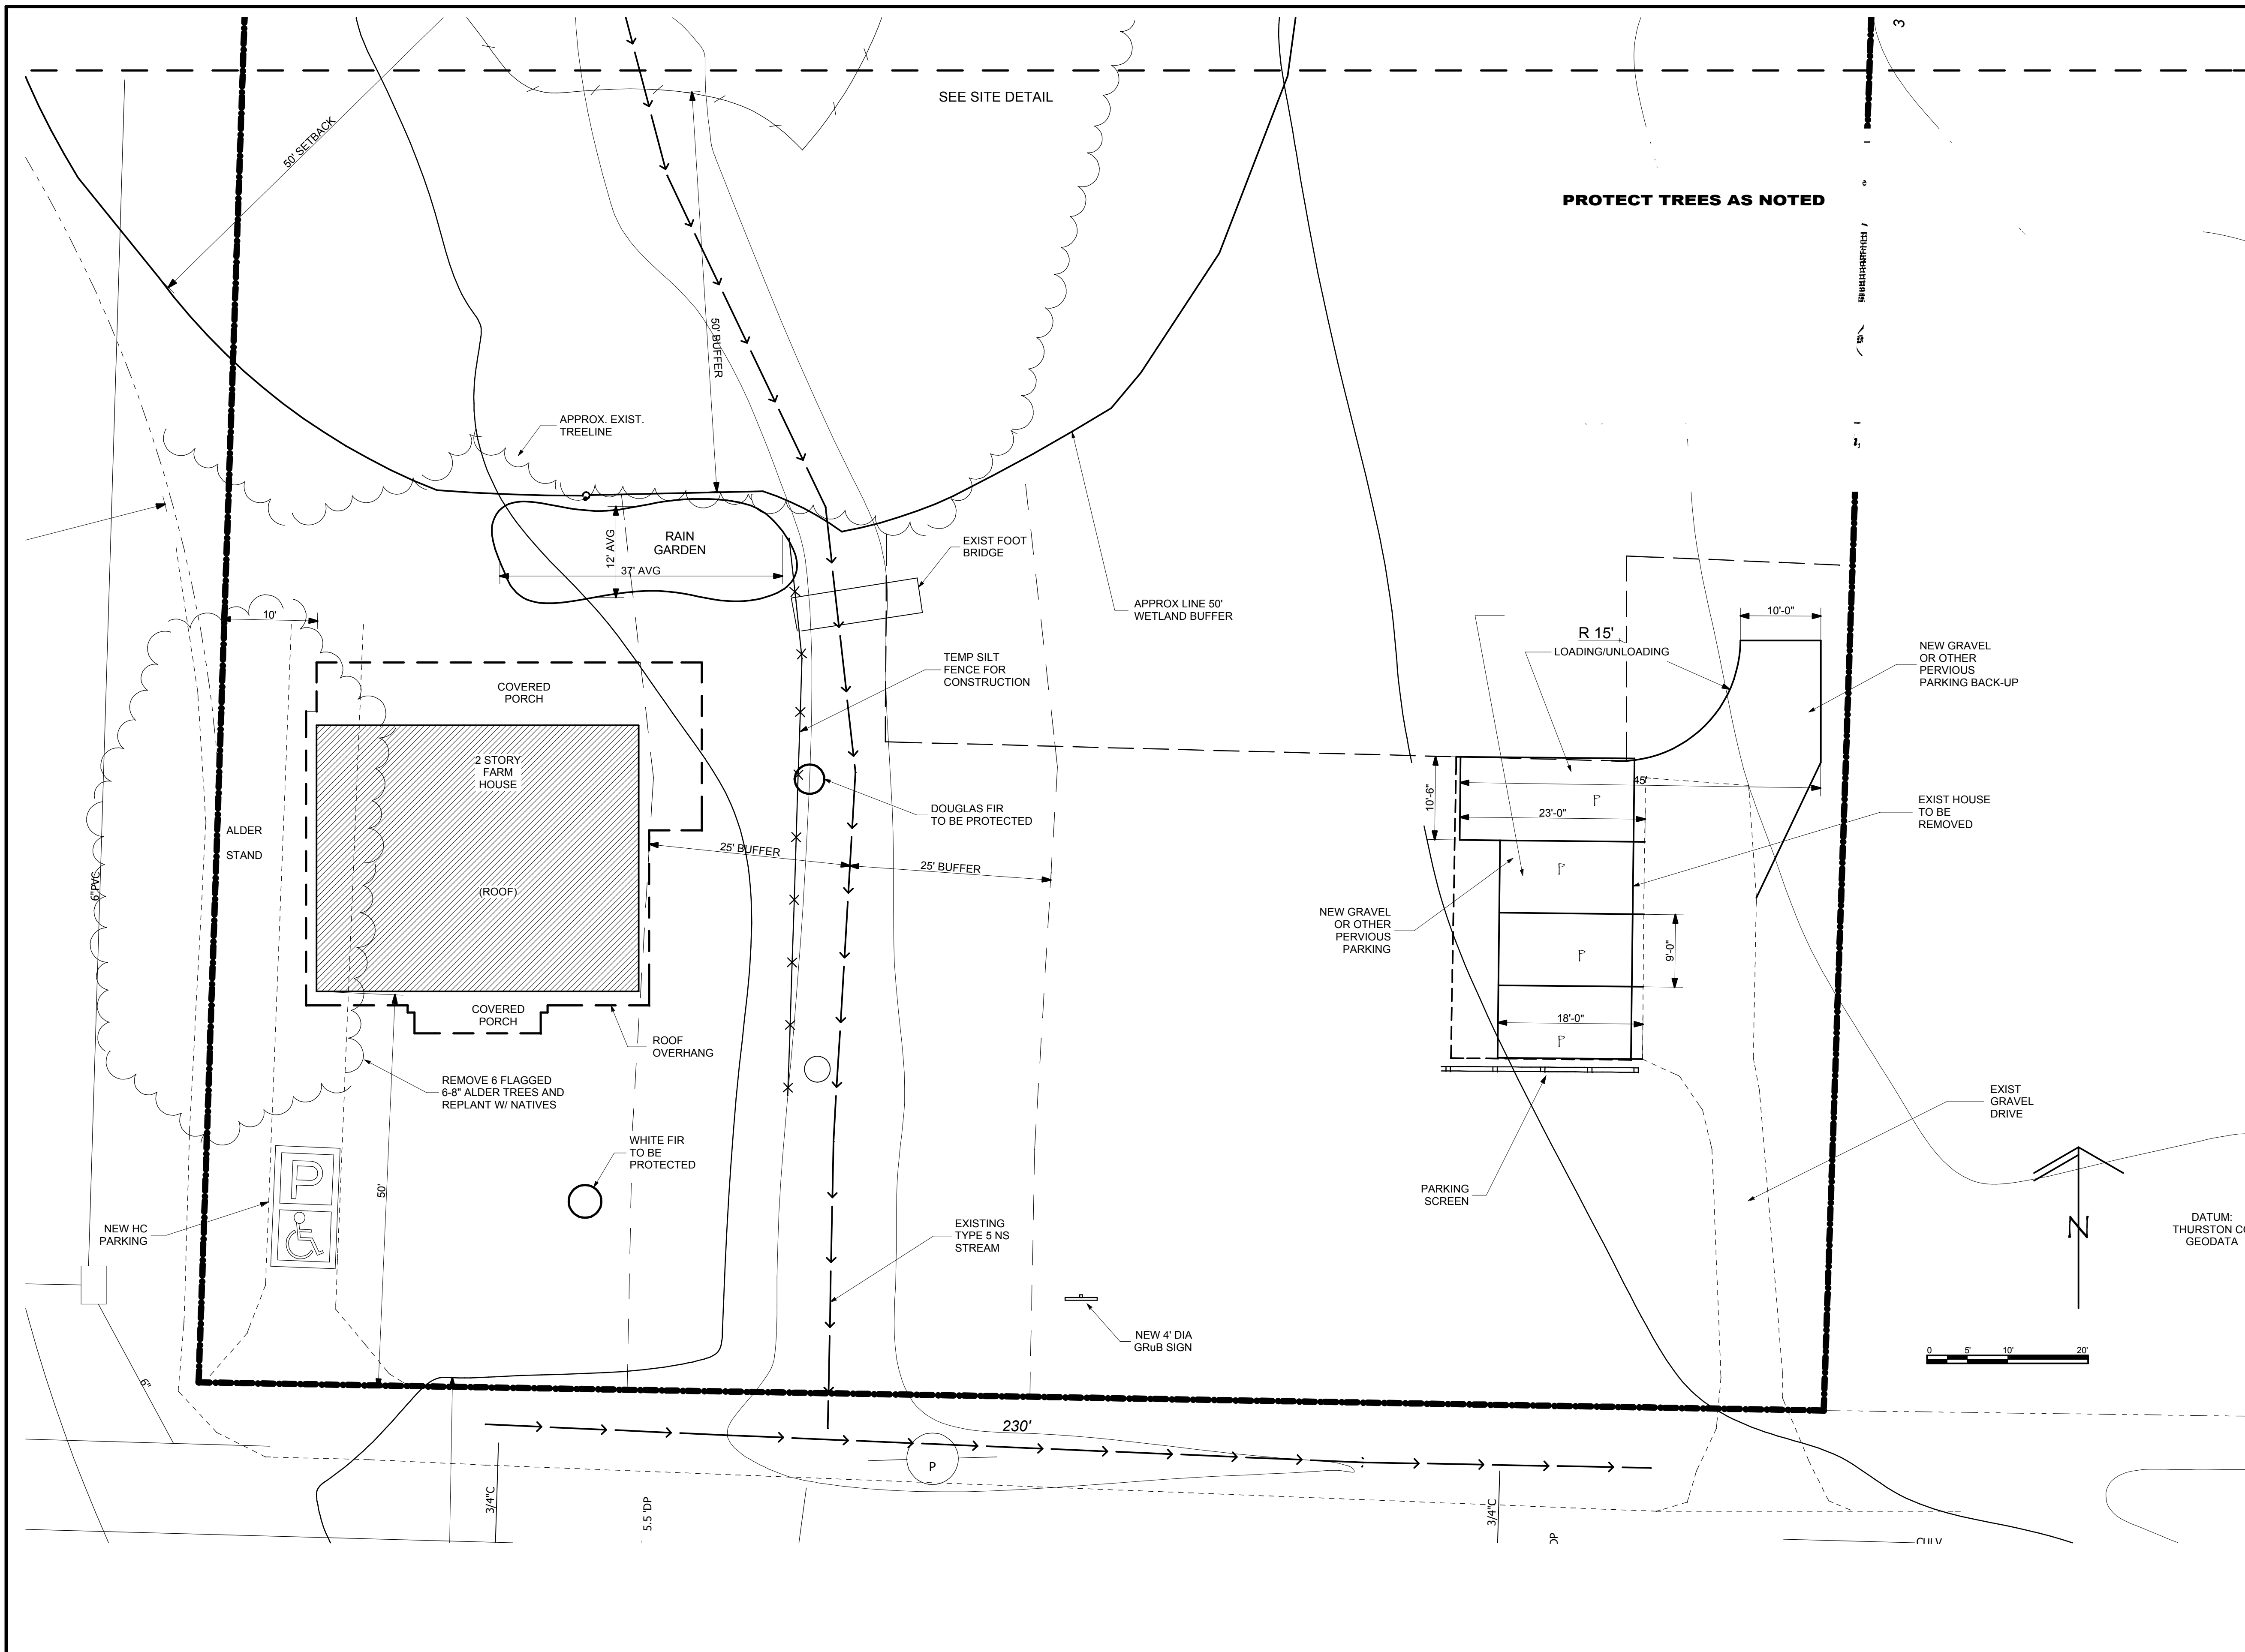 3
SEE SITE DETAIL
50' SETBACK
PROTECT TREES AS NOTED
50' BUFFER
APPROX. EXIST.
TREELINE
RAIN
GARDEN
12' AVG
37' AVG
EXIST FOOT
BRIDGE
APPROX LINE 50'
WETLAND BUFFER
10'
10'-0"
R 15'
LOADING/UNLOADING
NEW GRAVEL
OR OTHER
PERVIOUS
PARKING BACK-UP
TEMP SILT
FENCE FOR
CONSTRUCTION
COVERED
PORCH
2 STORY
FARM
HOUSE
45'
10'-6"
23'-0"
EXIST HOUSE
TO BE
REMOVED
DOUGLAS FIR
TO BE PROTECTED
ALDER
STAND
25' BUFFER
25' BUFFER
6"PVC
(ROOF)
NEW GRAVEL
OR OTHER
PERVIOUS
PARKING
9'-0"
18'-0"
COVERED
PORCH
ROOF
OVERHANG
REMOVE 6 FLAGGED
6-8" ALDER TREES AND
REPLANT W/ NATIVES
EXIST
GRAVEL
DRIVE
WHITE FIR
TO BE
PROTECTED
P
50'
PARKING
SCREEN
NEW HC
PARKING
EXISTING
TYPE 5 NS
STREAM
N
DATUM:
THURSTON CO
GEODATA
NEW 4' DIA
GRuB SIGN
0 5' 10' 20'
6"
230'
P
3/4"C
5.5 'DP
3/4"C
DP
CULV